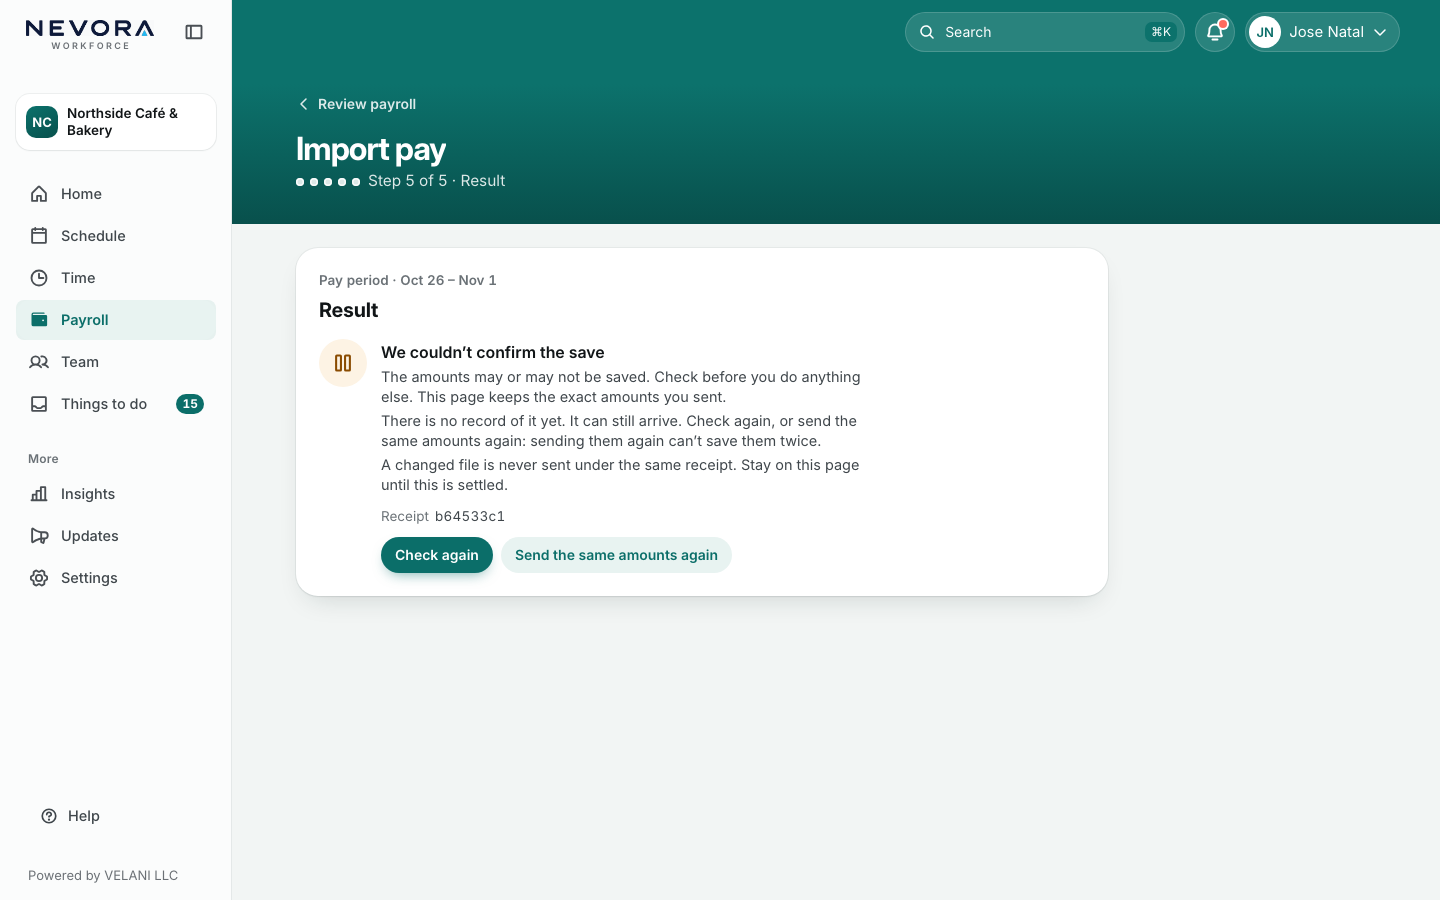 NEVORA
WORKFORCE
Search
⌘K
JN
Jose Natal
Northside Café &
Bakery
NC
Home
Schedule
Time
Payroll
Team
Things to do
15
More
Insights
Updates
Settings
Help
Powered by VELANI LLC
Review payroll
Import pay
Step 5 of 5 · Result
Pay period · Oct 26 – Nov 1
Result
We couldn’t confirm the save
The amounts may or may not be saved. Check before you do anything
else. This page keeps the exact amounts you sent.
There is no record of it yet. It can still arrive. Check again, or send the
same amounts again: sending them again can’t save them twice.
A changed file is never sent under the same receipt. Stay on this page
until this is settled.
Receipt b64533c1
Check again
Send the same amounts again